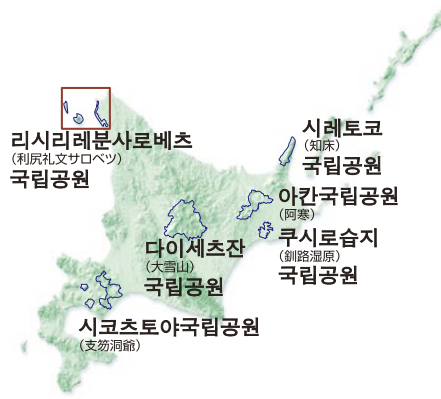 리시리레분사로베츠
(利尻礼文サロベツ)
국립공원
시레토코
(知床)
국립공원
아칸국립공원
(阿寒)
쿠시로습지
(釧路湿原)
국립공원
다이세츠잔
(大雪山)
국립공원
시코츠토야국립공원
(支笏洞爺)